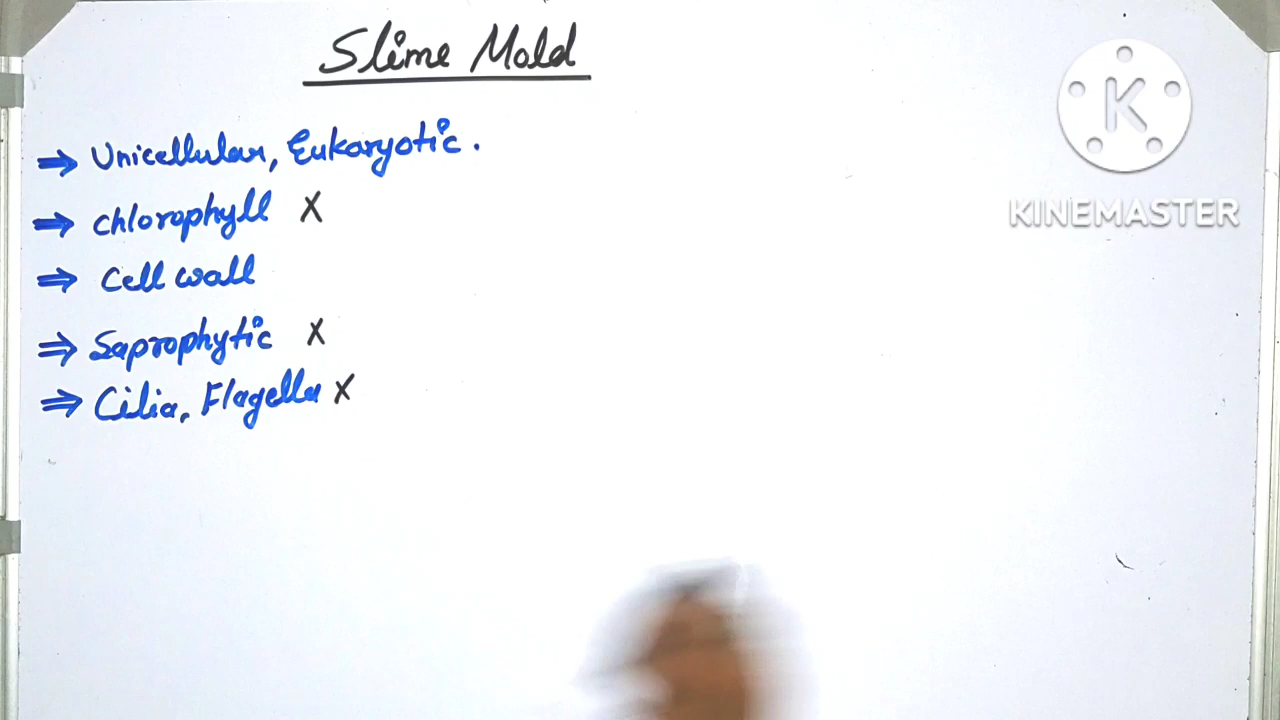 Slime Mold
⇒ Unicellular, Eukaryotic.
⇒ chlorophyll X
⇒ Cell wall
⇒ Saprophytic X
⇒ Cilia, Flagella X
K
KINEMASTER